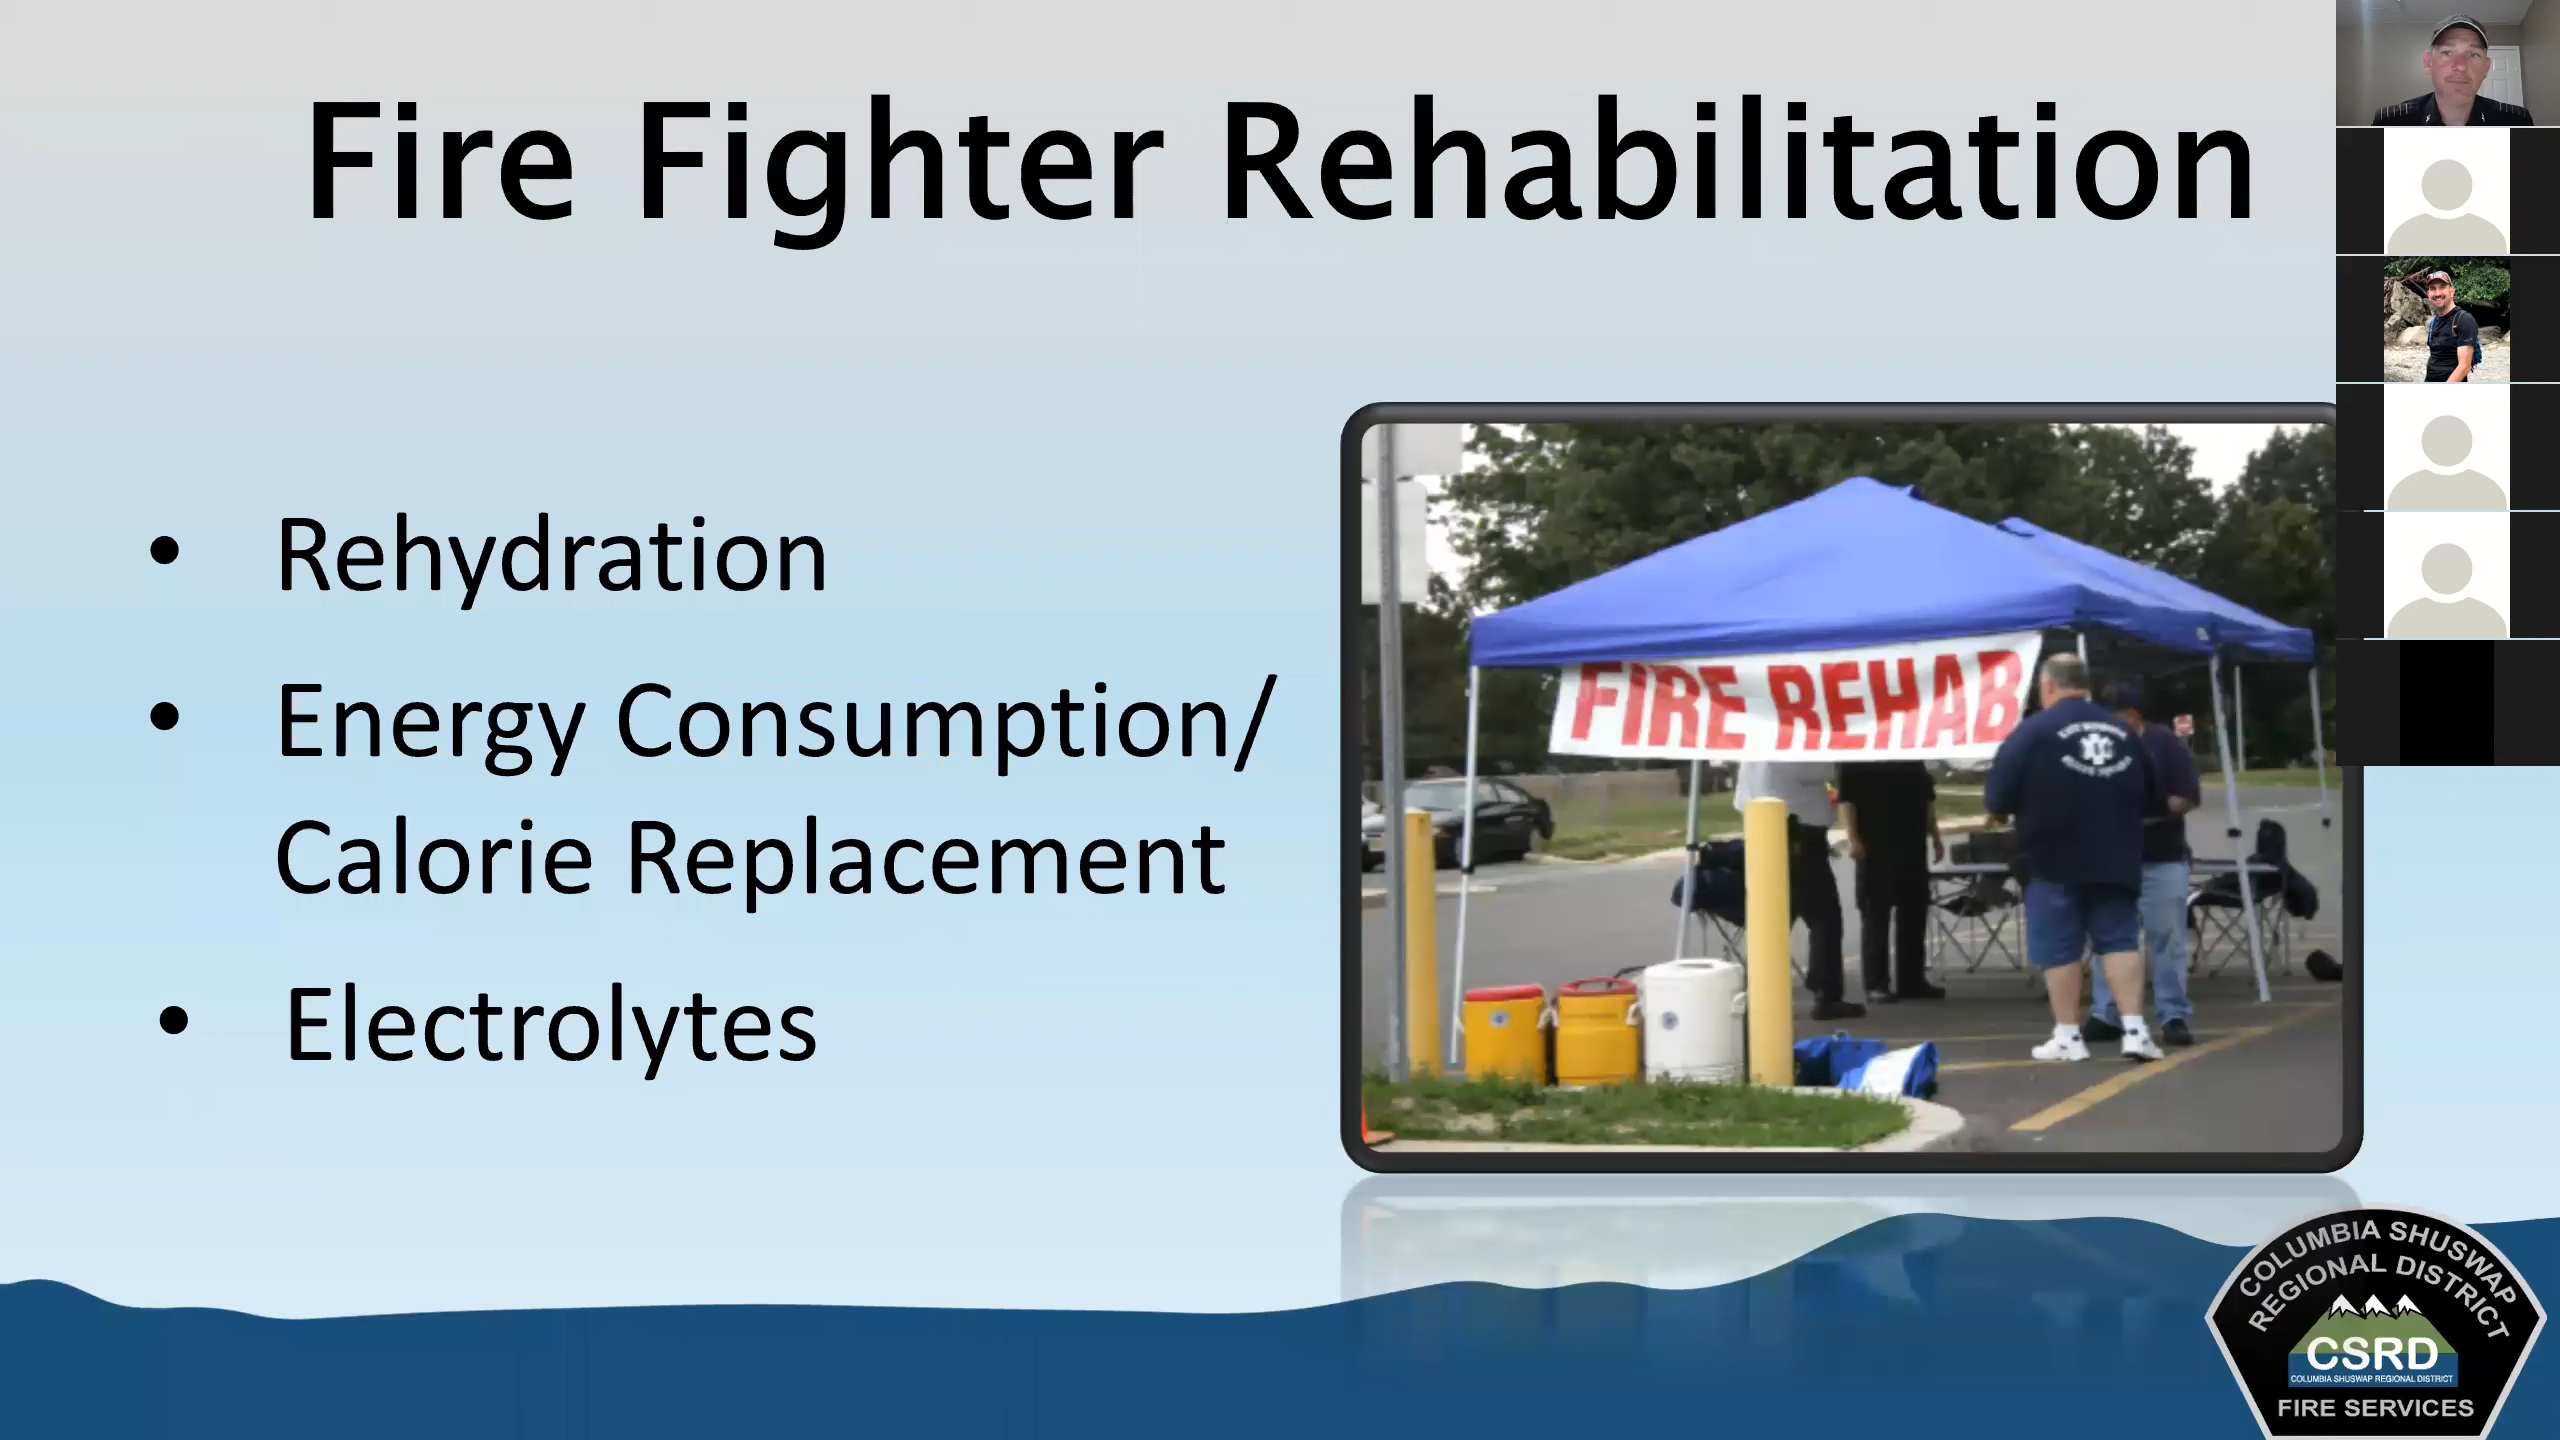 Fire Fighter Rehabilitation
• Rehydration
• Energy Consumption/
Calorie Replacement
• Electrolytes
FIRE REHAB
COLUMBIA SHUSWAP
REGIONAL DISTRICT
CSRD
COLUMBIA SHUSWAP REGIONAL DISTRICT
FIRE SERVICES